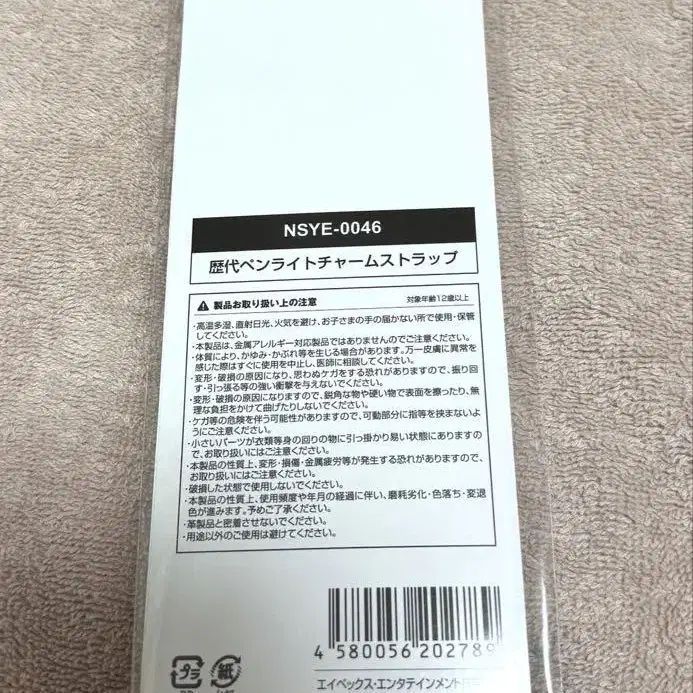 NSYE-0046
歴代ペンライトチャームストラップ
製品お取り扱い上の注意 対象年齢12歳以上
・高温多湿、直射日光、火気を避け、お子さまの手の届かない所で使用・保管
してください。
・本製品は、金属アレルギー対応製品ではありませんのでご注意ください。
・体質により、かゆみ・かぶれ等を生じる場合があります。万一皮膚に異常を
感じた際はすぐに使用を中止し、医師に相談してください。
・変形・破損の原因になり、思わぬケガをする恐れがありますので、振り回
す・引っ張る等の強い衝撃を与えないでください。
・変形・破損の原因になりますので、鋭角な物や硬い物で表面を擦ったり、無
理な負担をかけて曲げたりしないでください。
・ケガ等の危険を伴う可能性がありますので、可動部分に指等を挟まないよ
うにご注意ください。
・小さいパーツが衣類等身の回りの物に引っ掛かり易い状態にありますの
で、お取り扱いにはご注意ください。
・本製品の性質上、変形・損傷・金属疲労等が発生する恐れがありますので、
お取り扱いにはご注意ください。
・破損した状態で使用しないでください。
・本製品の性質上、使用頻度や年月の経過に伴い、磨耗劣化・色落ち・変退
色が進みます。予めご了承ください。
・革製品と密着させないでください。
・用途以外のご使用は避けてください。
4 580056 202789
プラ 紙
エイベックス・エンタテインメント